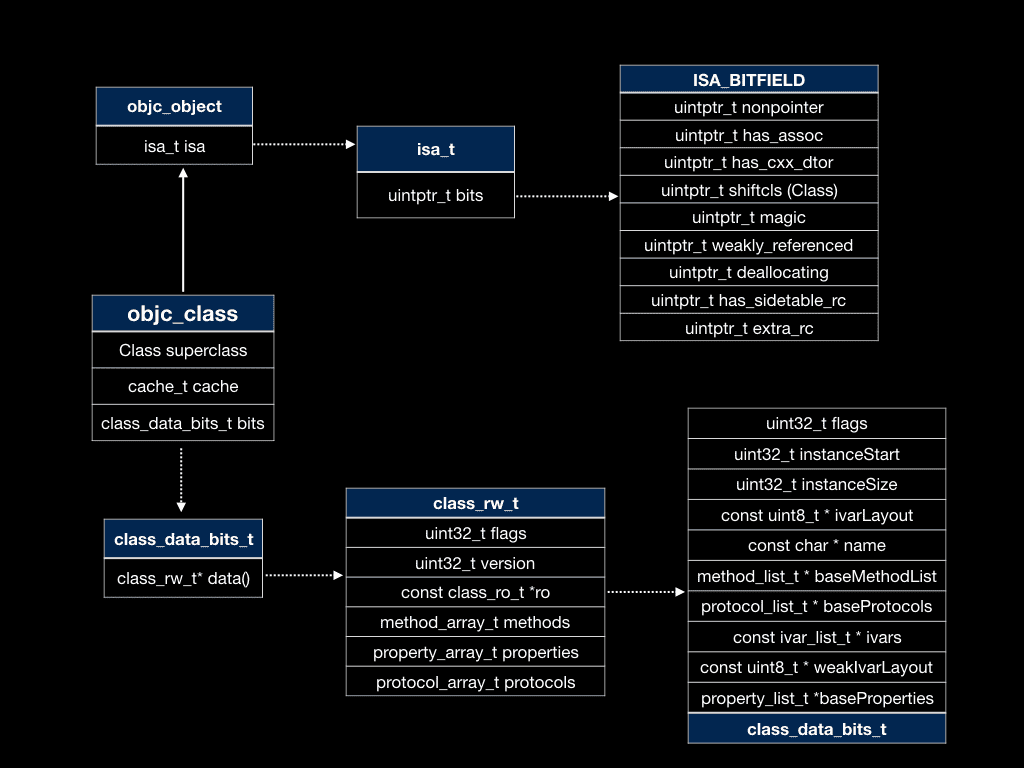 objc_object
isa_t isa
isa_t
uintptr_t bits
ISA_BITFIELD
uintptr_t nonpointer
uintptr_t has_assoc
uintptr_t has_cxx_dtor
uintptr_t shiftcls (Class)
uintptr_t magic
uintptr_t weakly_referenced
uintptr_t deallocating
uintptr_t has_sidetable_rc
uintptr_t extra_rc
objc_class
Class superclass
cache_t cache
class_data_bits_t bits
class_data_bits_t
class_rw_t* data()
class_rw_t
uint32_t flags
uint32_t version
const class_ro_t *ro
method_array_t methods
property_array_t properties
protocol_array_t protocols
uint32_t flags
uint32_t instanceStart
uint32_t instanceSize
const uint8_t * ivarLayout
const char * name
method_list_t * baseMethodList
protocol_list_t * baseProtocols
const ivar_list_t * ivars
const uint8_t * weakIvarLayout
property_list_t *baseProperties
class_data_bits_t